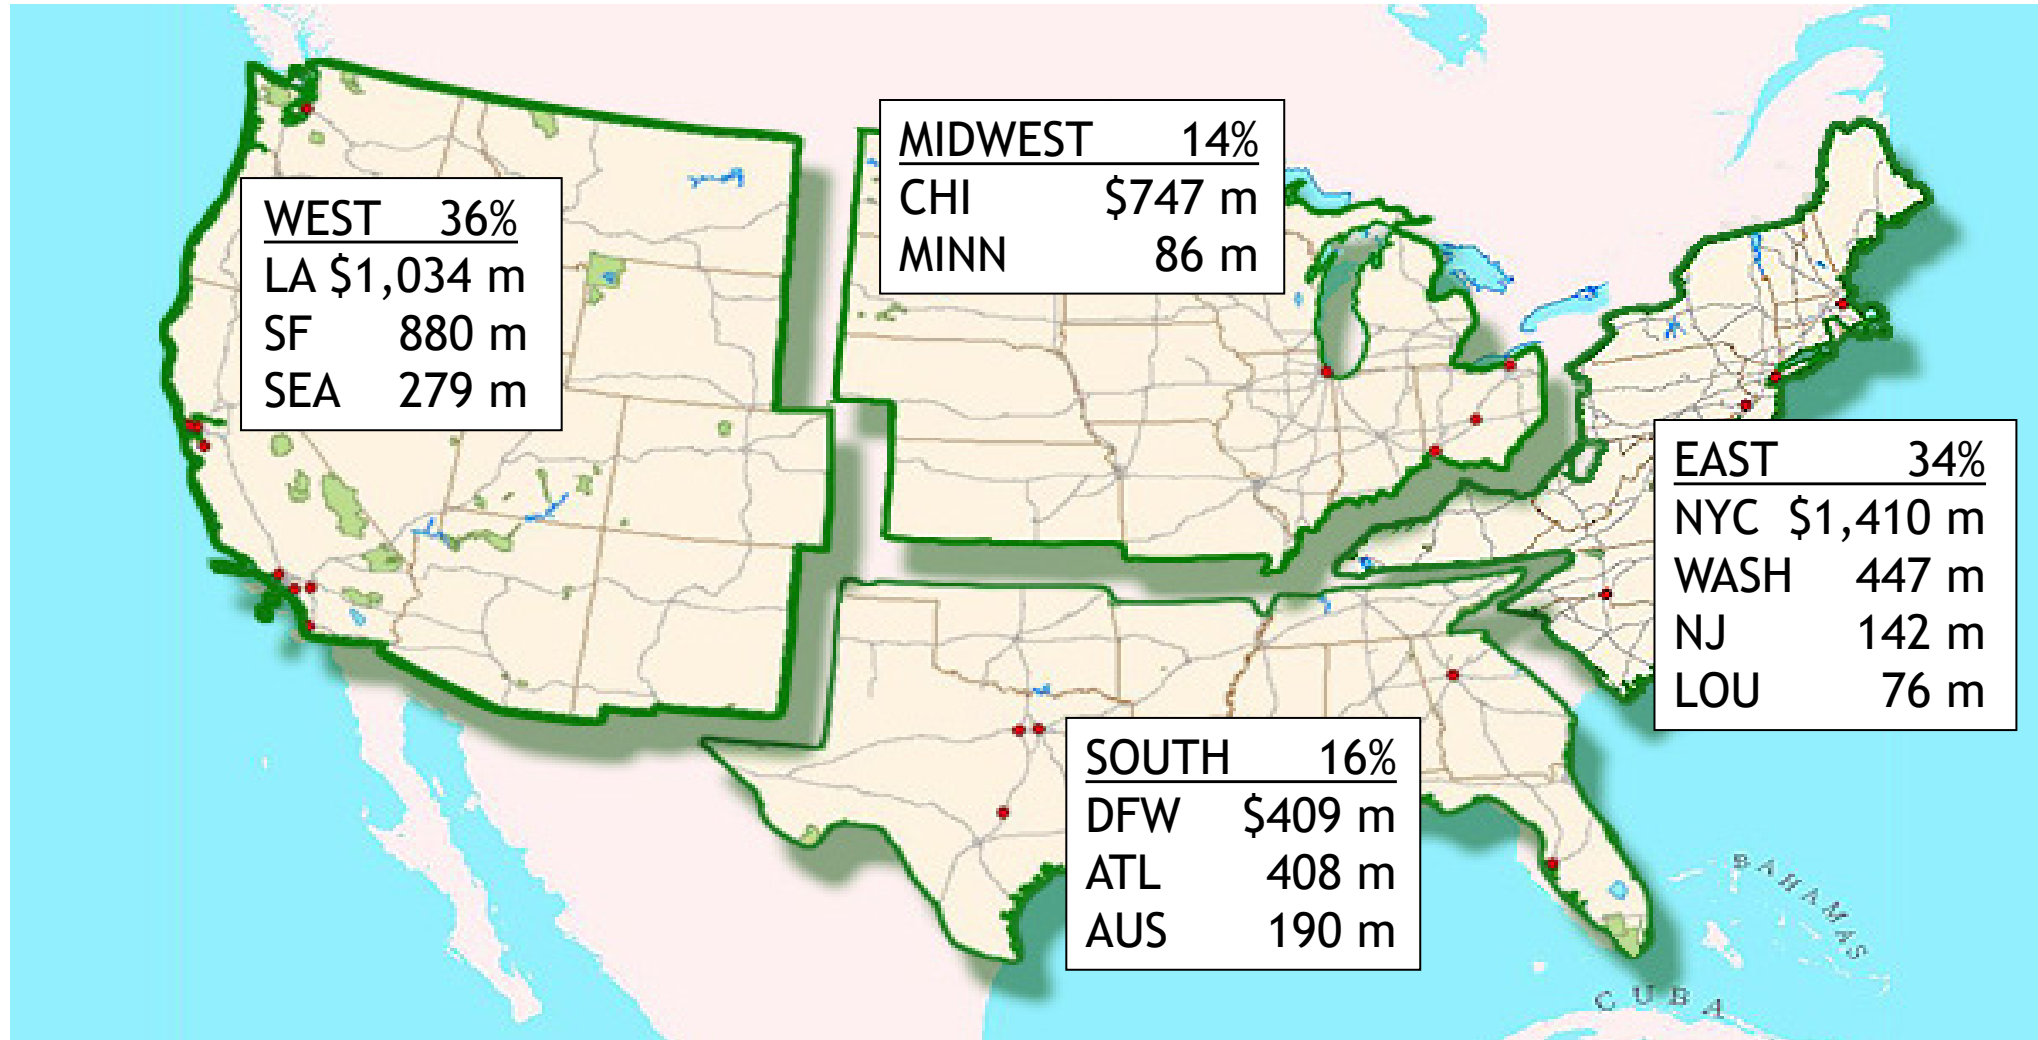 MIDWEST 14%
CHI $747 m
MINN 86 m
WEST 36%
LA $1,034 m
SF 880 m
SEA 279 m
EAST 34%
NYC $1,410 m
WASH 447 m
NJ 142 m
LOU 76 m
SOUTH 16%
DFW $409 m
ATL 408 m
AUS 190 m
BAHAMAS
CUBA